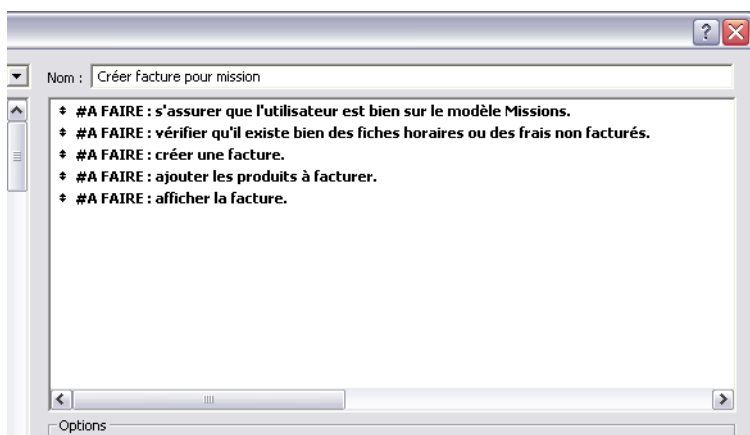 Nom : Créer facture pour mission
#A FAIRE : s'assurer que l'utilisateur est bien sur le modèle Missions.
#A FAIRE : vérifier qu'il existe bien des fiches horaires ou des frais non facturés.
#A FAIRE : créer une facture.
#A FAIRE : ajouter les produits à facturer.
#A FAIRE : afficher la facture.
Options